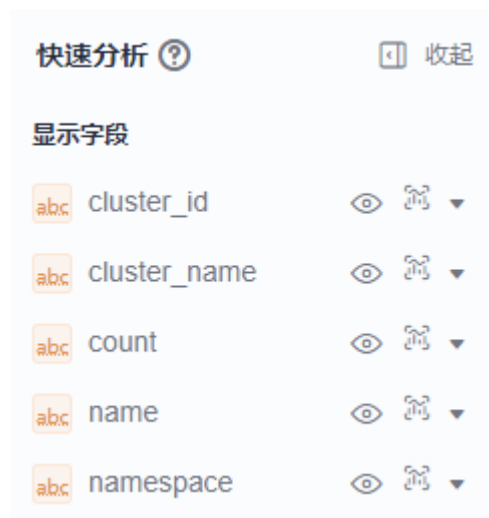 快速分析 ? 收起
显示字段
abc cluster_id
abc cluster_name
abc count
abc name
abc namespace